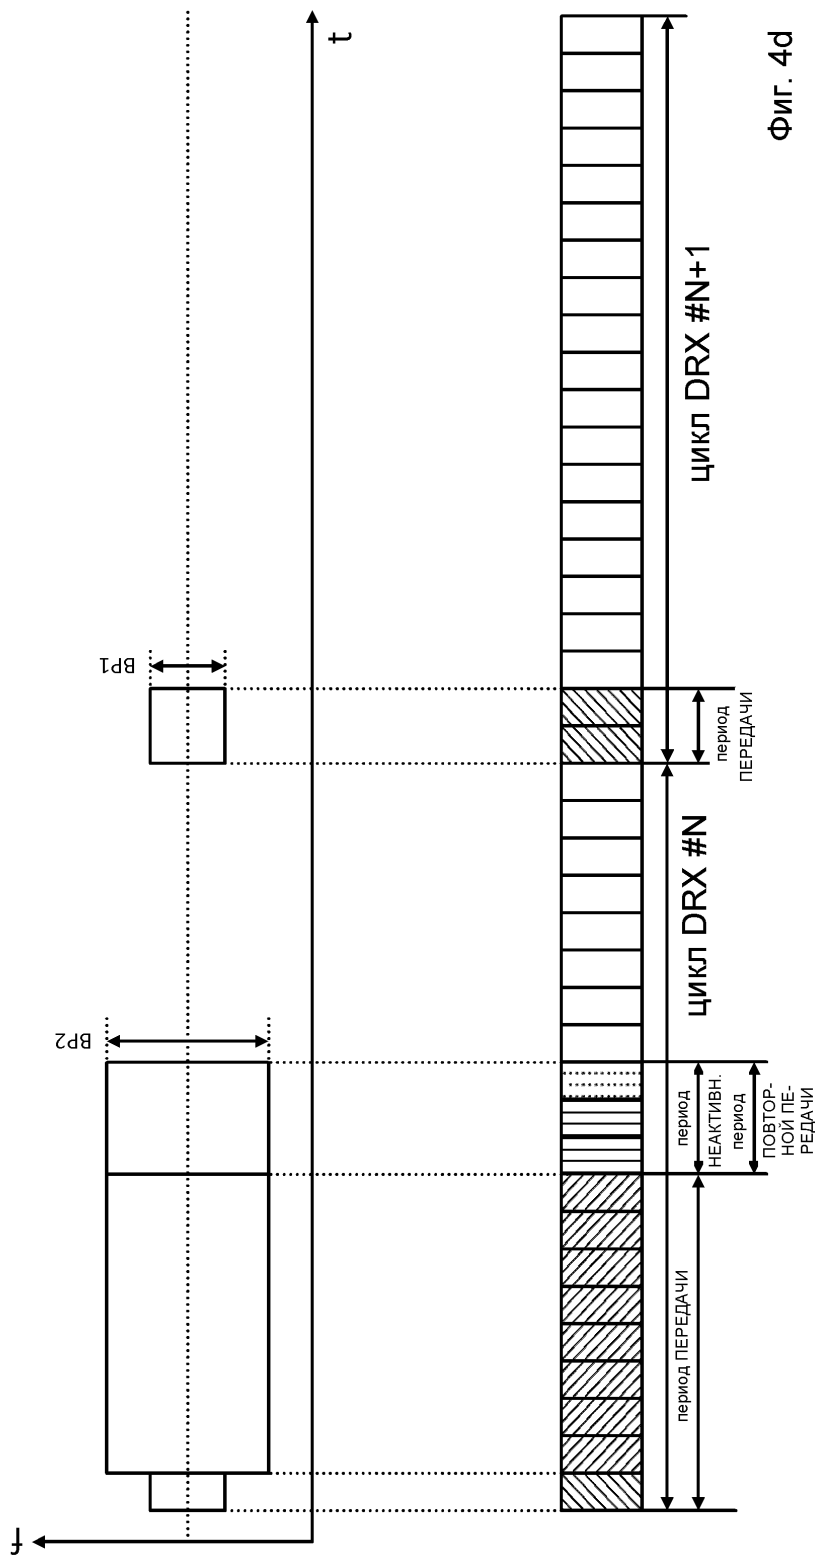 f
t
BP2
BP1
период ПЕРЕДАЧИ
период
НЕАКТИВН.
период
ПОВТОР-
НОЙ ПЕ-
РЕДАЧИ
период
ПЕРЕДАЧИ
цикл DRX #N
цикл DRX #N+1
Фиг. 4d